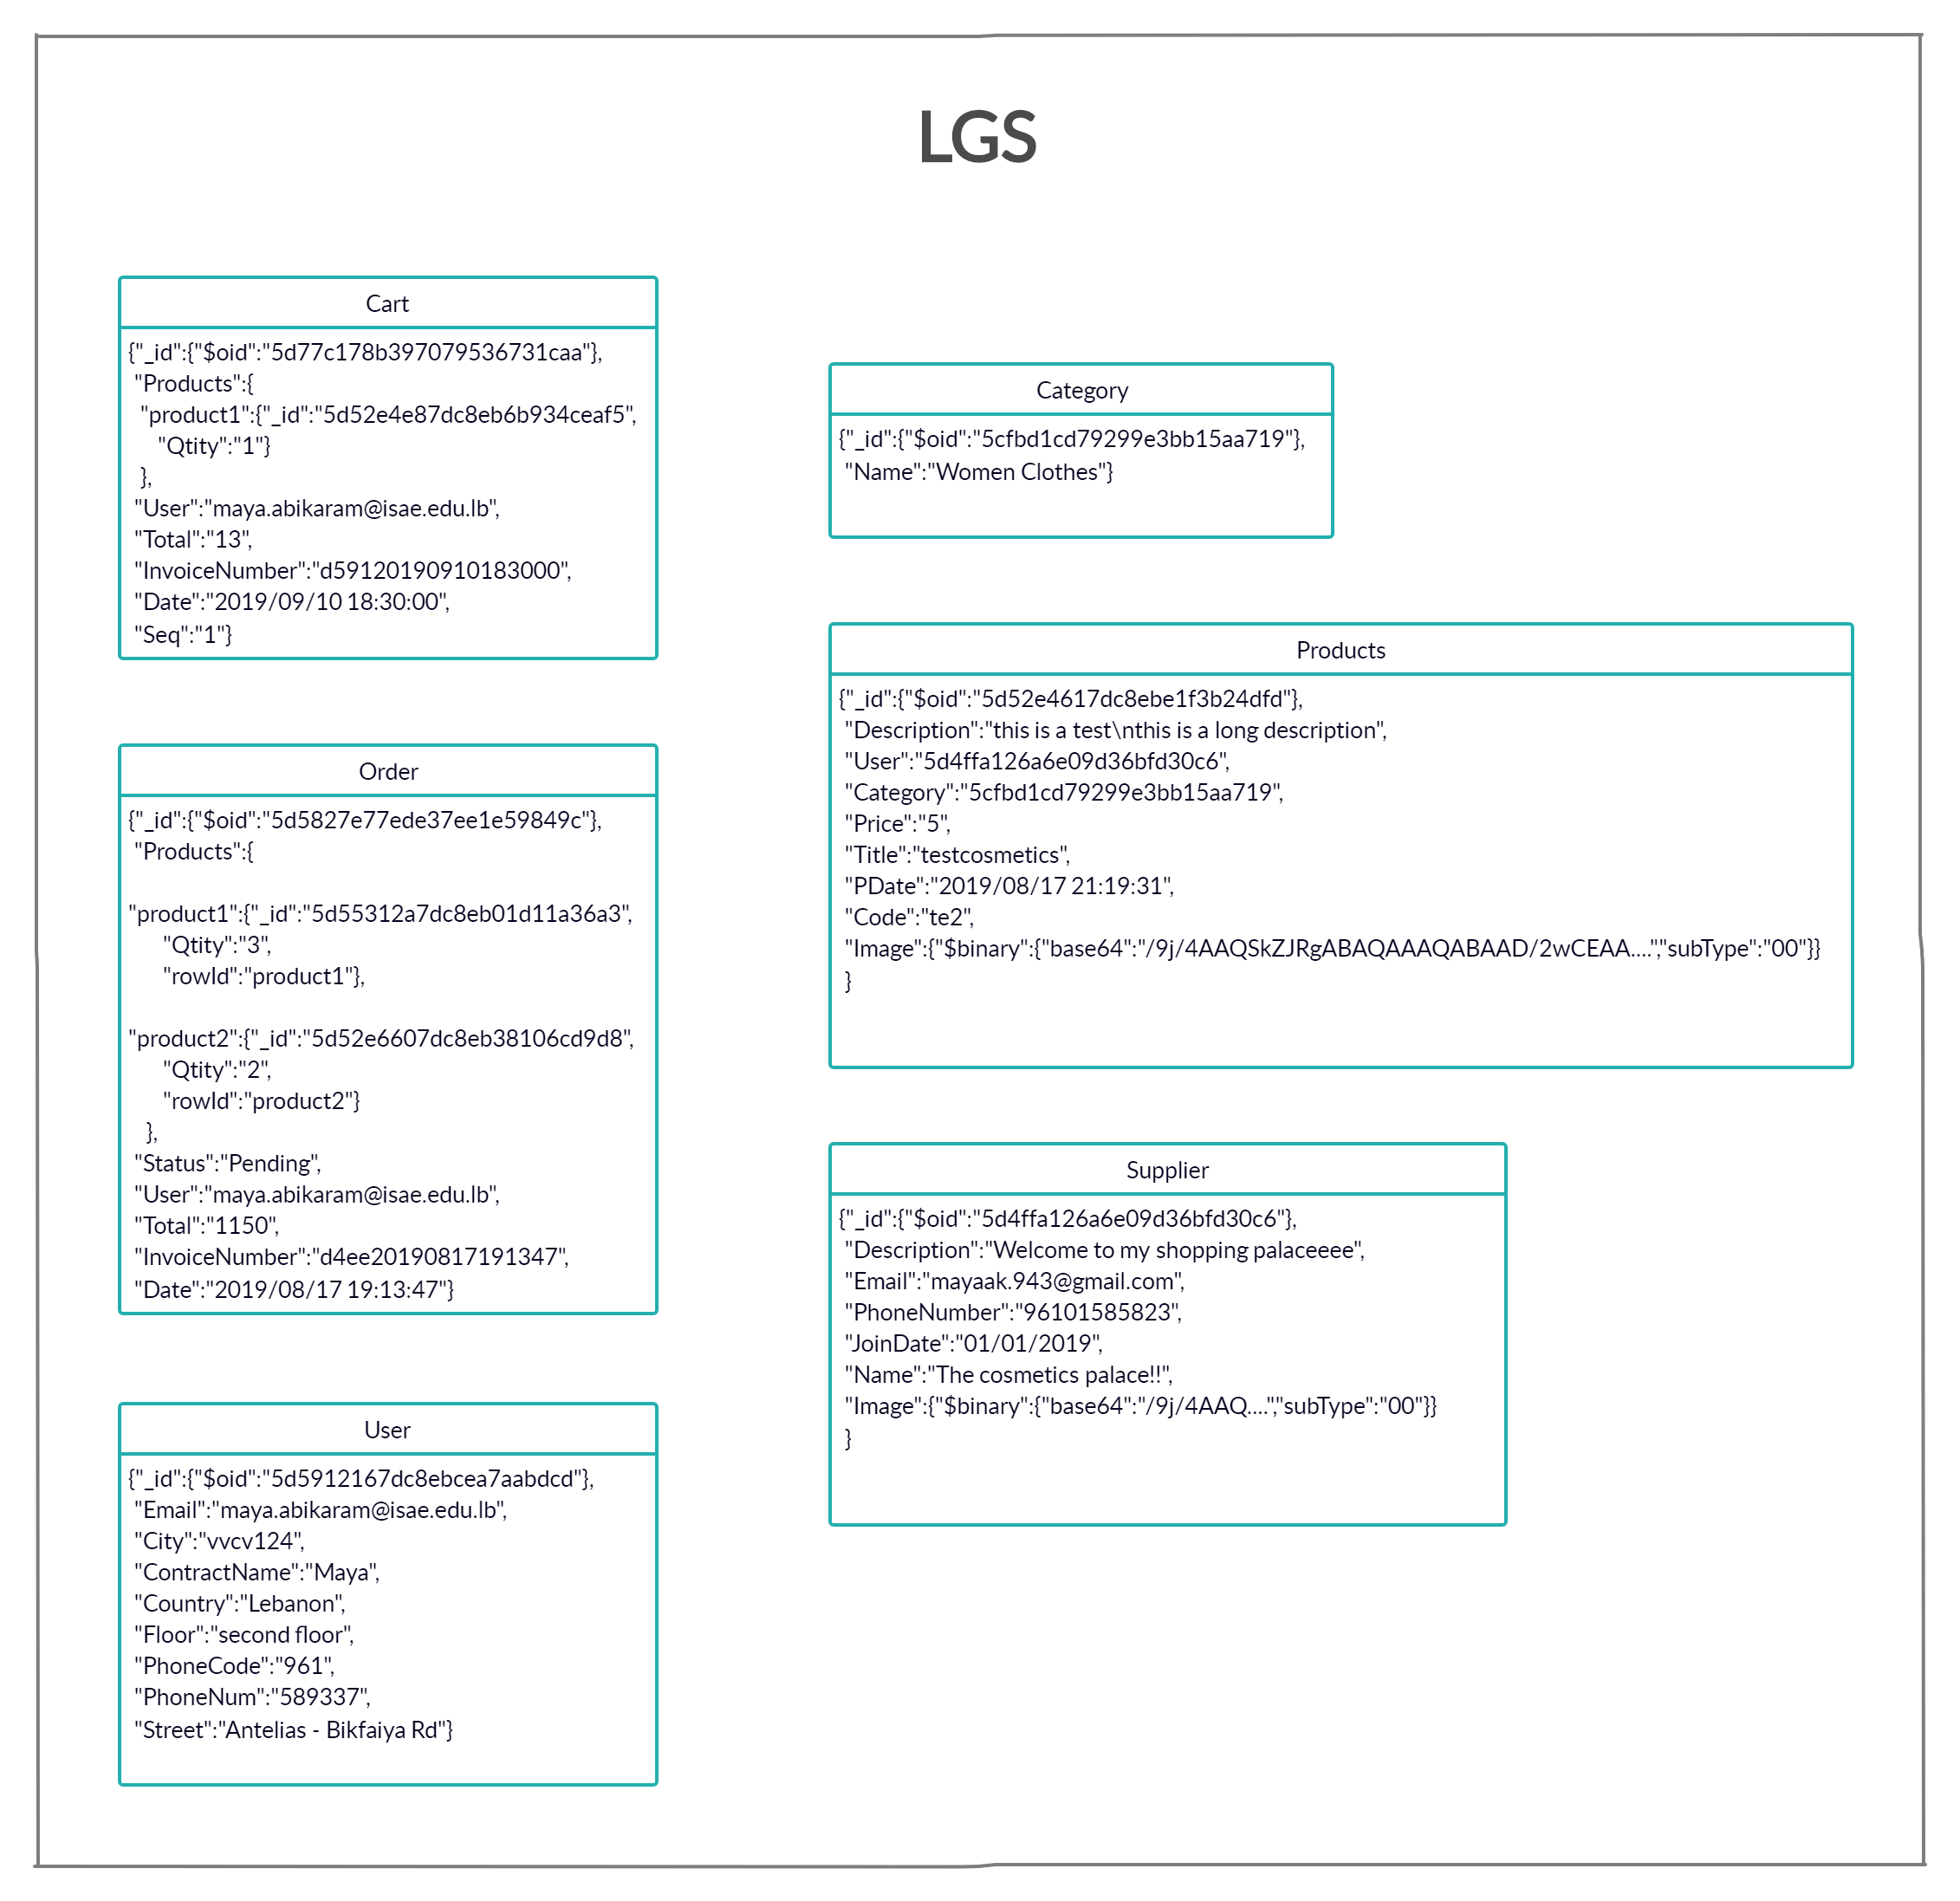 LGS
Cart
{"_id":{"$oid":"5d77c178b397079536731caa"},
"Products":{
"product1":{"_id":"5d52e4e87dc8eb6b934ceaf5",
"Qtity":"1"}
},
"User":"maya.abikaram@isae.edu.lb",
"Total":"13",
"InvoiceNumber":"d59120190910183000",
"Date":"2019/09/10 18:30:00",
"Seq":"1"}
Order
{"_id":{"$oid":"5d5827e77ede37ee1e59849c"},
"Products":{
"product1":{"_id":"5d55312a7dc8eb01d11a36a3",
"Qtity":"3",
"rowId":"product1"},
"product2":{"_id":"5d52e6607dc8eb38106cd9d8",
"Qtity":"2",
"rowId":"product2"}
},
"Status":"Pending",
"User":"maya.abikaram@isae.edu.lb",
"Total":"1150",
"InvoiceNumber":"d4ee20190817191347",
"Date":"2019/08/17 19:13:47"}
User
{"_id":{"$oid":"5d5912167dc8ebcea7aabdcd"},
"Email":"maya.abikaram@isae.edu.lb",
"City":"vvcv124",
"ContractName":"Maya",
"Country":"Lebanon",
"Floor":"second floor",
"PhoneCode":"961",
"PhoneNum":"589337",
"Street":"Antelias - Bikfaiya Rd"}
Category
{"_id":{"$oid":"5cfbd1cd79299e3bb15aa719"},
"Name":"Women Clothes"}
Products
{"_id":{"$oid":"5d52e4617dc8ebe1f3b24dfd"},
"Description":"this is a test\nthis is a long description",
"User":"5d4ffa126a6e09d36bfd30c6",
"Category":"5cfbd1cd79299e3bb15aa719",
"Price":"5",
"Title":"testcosmetics",
"PDate":"2019/08/17 21:19:31",
"Code":"te2",
"Image":{"$binary":{"base64":"/9j/4AAQSkZJRgABAQAAAQABAAD/2wCEAA....","subType":"00"}}
}
Supplier
{"_id":{"$oid":"5d4ffa126a6e09d36bfd30c6"},
"Description":"Welcome to my shopping palaceeee",
"Email":"mayaak.943@gmail.com",
"PhoneNumber":"96101585823",
"JoinDate":"01/01/2019",
"Name":"The cosmetics palace!!",
"Image":{"$binary":{"base64":"/9j/4AAQ....","subType":"00"}}
}